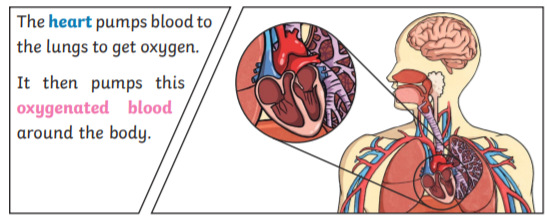 The heart pumps blood to
the lungs to get oxygen.
It then pumps this
oxygenated blood
around the body.